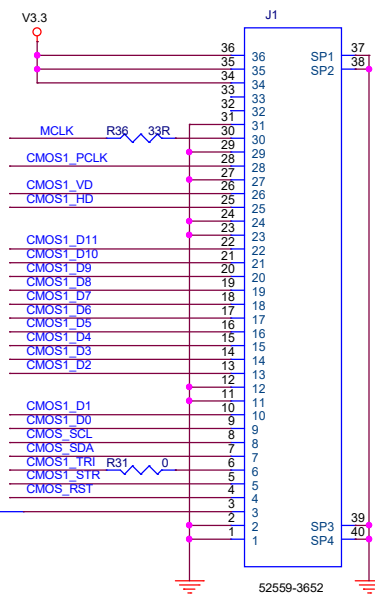 V3.3
J1
36 36 SP1 37
35 35 SP2 38
34 34
33 33
32 32
31 31
MCLK R36 33R 30 30
29 29
CMOS1_PCLK 28 28
27 27
CMOS1_VD 26 26
CMOS1_HD 25 25
24 24
23 23
CMOS1_D11 22 22
CMOS1_D10 21 21
CMOS1_D9 20 20
CMOS1_D8 19 19
CMOS1_D7 18 18
CMOS1_D6 17 17
CMOS1_D5 16 16
CMOS1_D4 15 15
CMOS1_D3 14 14
CMOS1_D2 13 13
12 12
11 11
CMOS1_D1 10 10
CMOS1_D0 9 9
CMOS_SCL 8 8
CMOS_SDA 7 7
CMOS1_TRI R31 0 6 6
CMOS1_STR 5 5
CMOS_RST 4 4
3 3
2 2 SP3 39
1 1 SP4 40
52559-3652